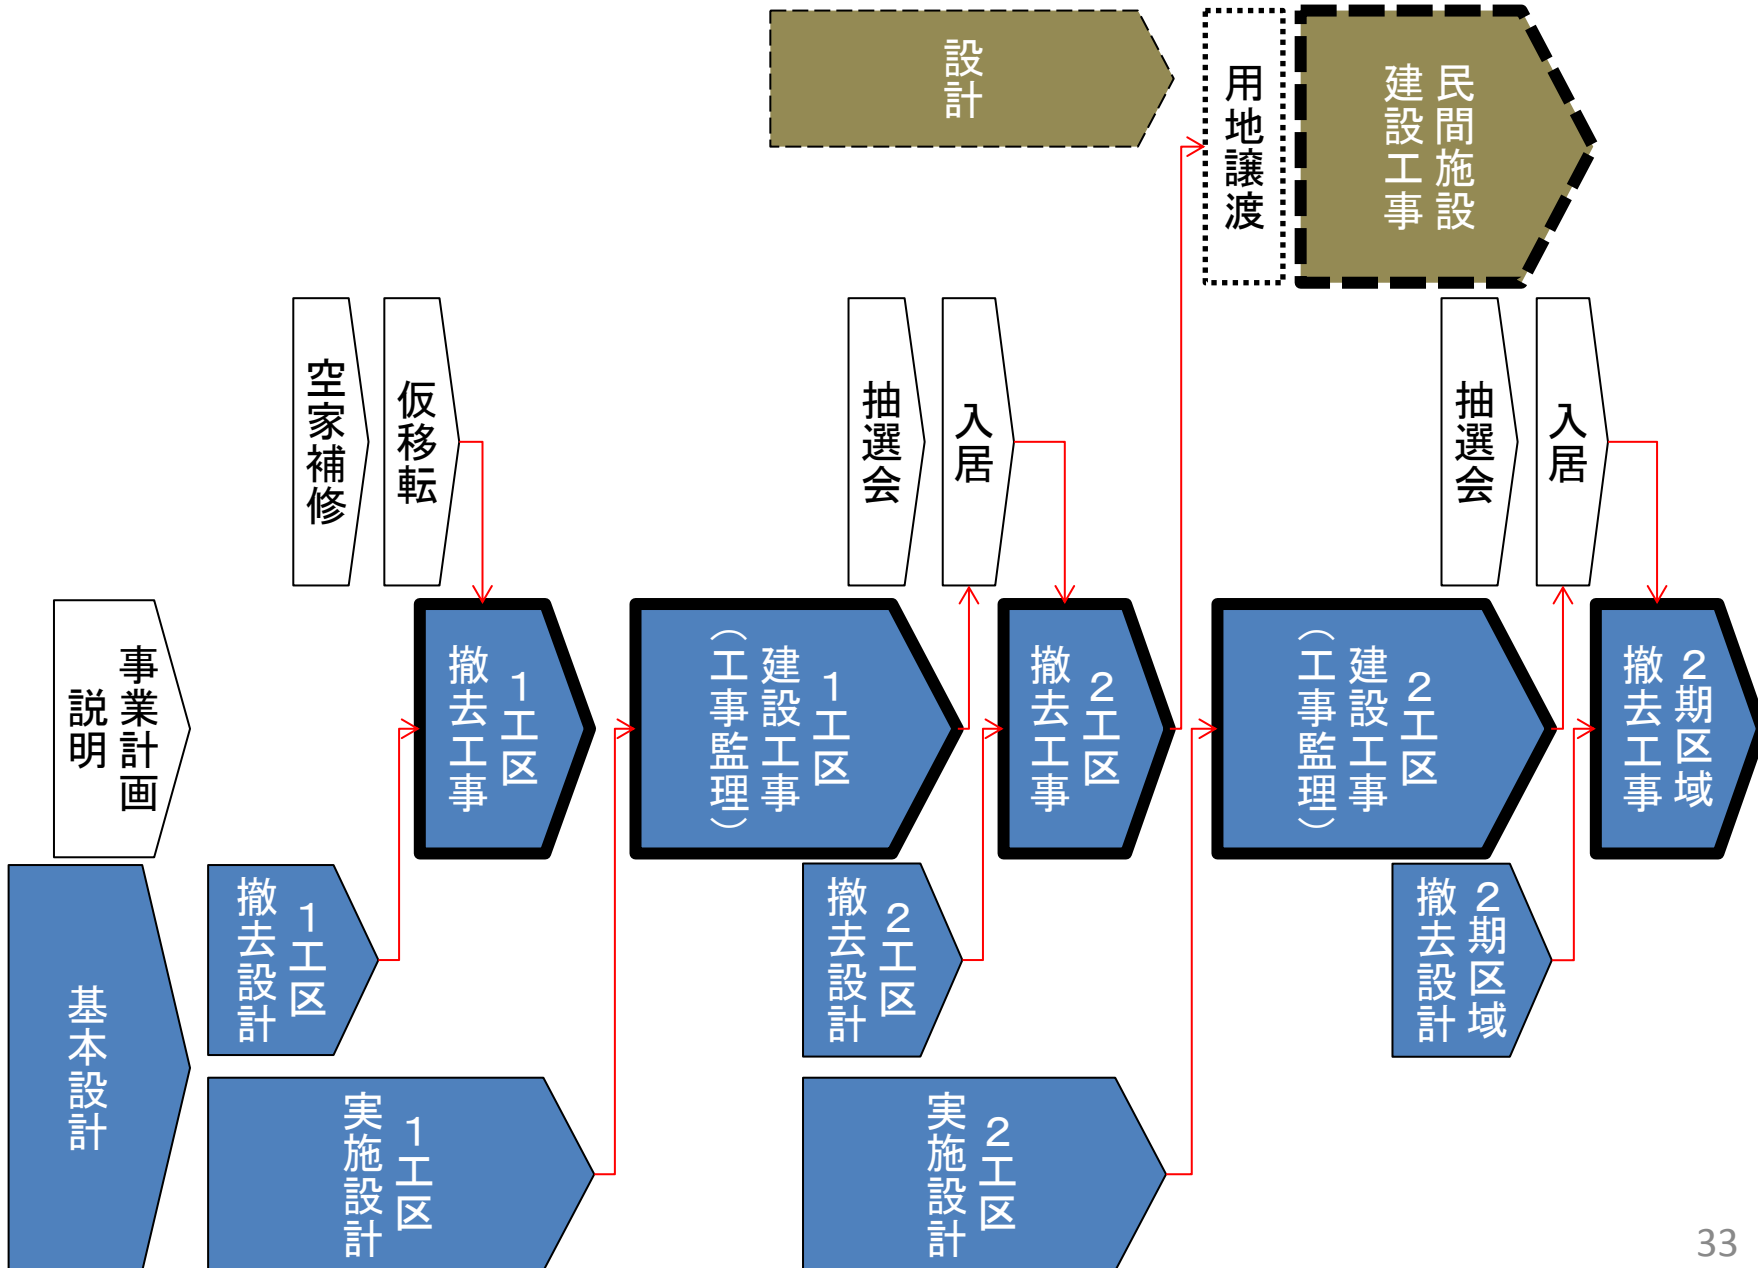 設計
用地譲渡
民間施設
建設工事
空家補修
仮移転
抽選会
入居
抽選会
入居
事業計画
説明
1工区
撤去工事
1工区
建設工事
(工事監理)
2工区
撤去工事
2工区
建設工事
(工事監理)
2期区域
撤去工事
基本設計
1工区
撤去設計
2工区
撤去設計
2期区域
撤去設計
1工区
実施設計
2工区
実施設計
33